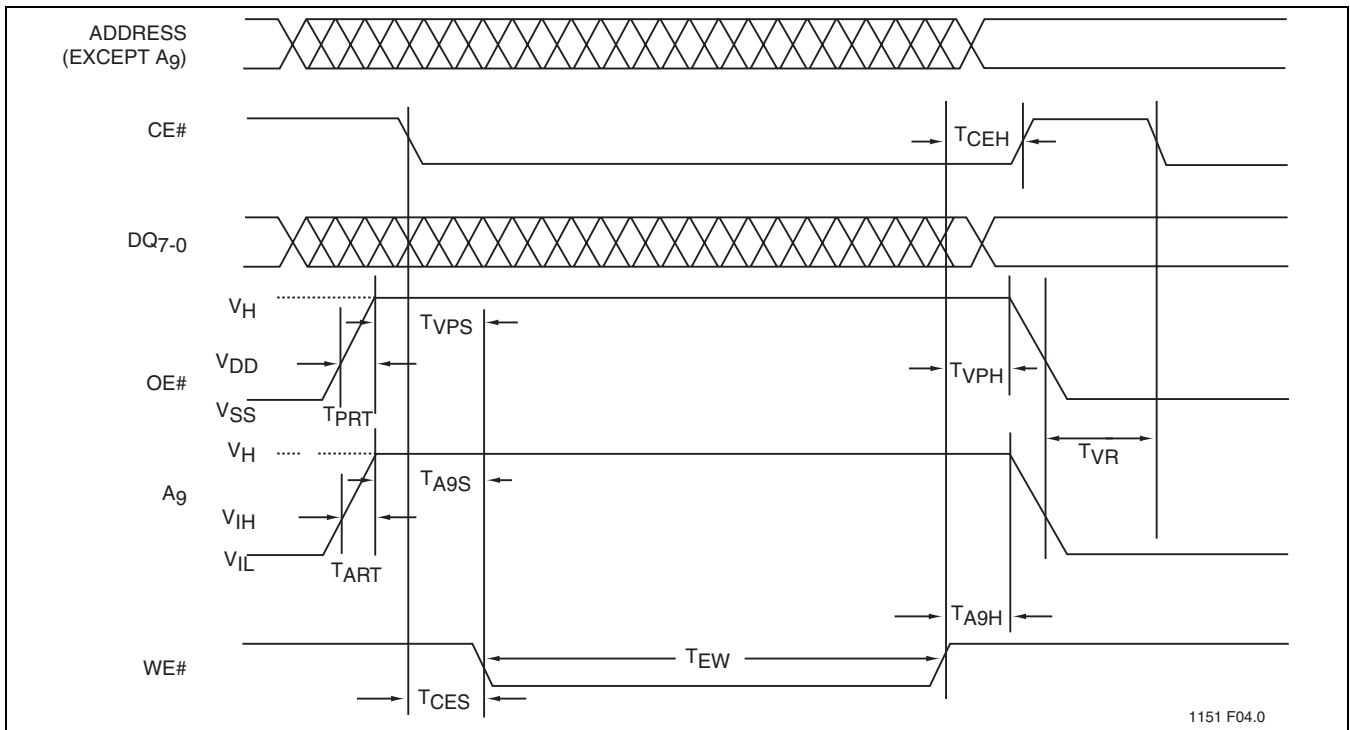 ADDRESS
(EXCEPT A9)
CE#
TCEH
DQ7-0
VH
TVPS
VDD
TVPH
OE#
VSS
TPRT
VH
TVR
TA9S
A9
VIH
VIL
TART
TA9H
WE#
TEW
TCES
1151 F04.0